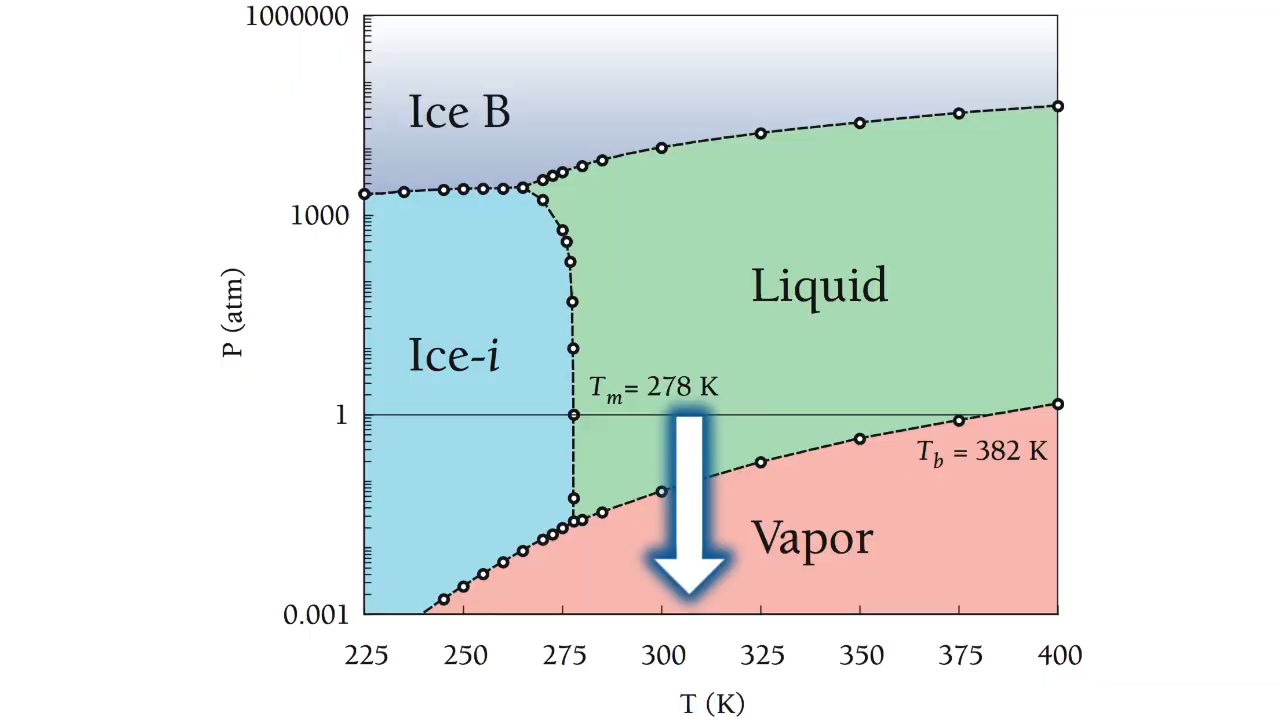 1000000
Ice B
1000
P (atm)
Liquid
Ice-i
Tm = 278 K
1
Tb = 382 K
Vapor
0.001
225 250 275 300 325 350 375 400
T (K)